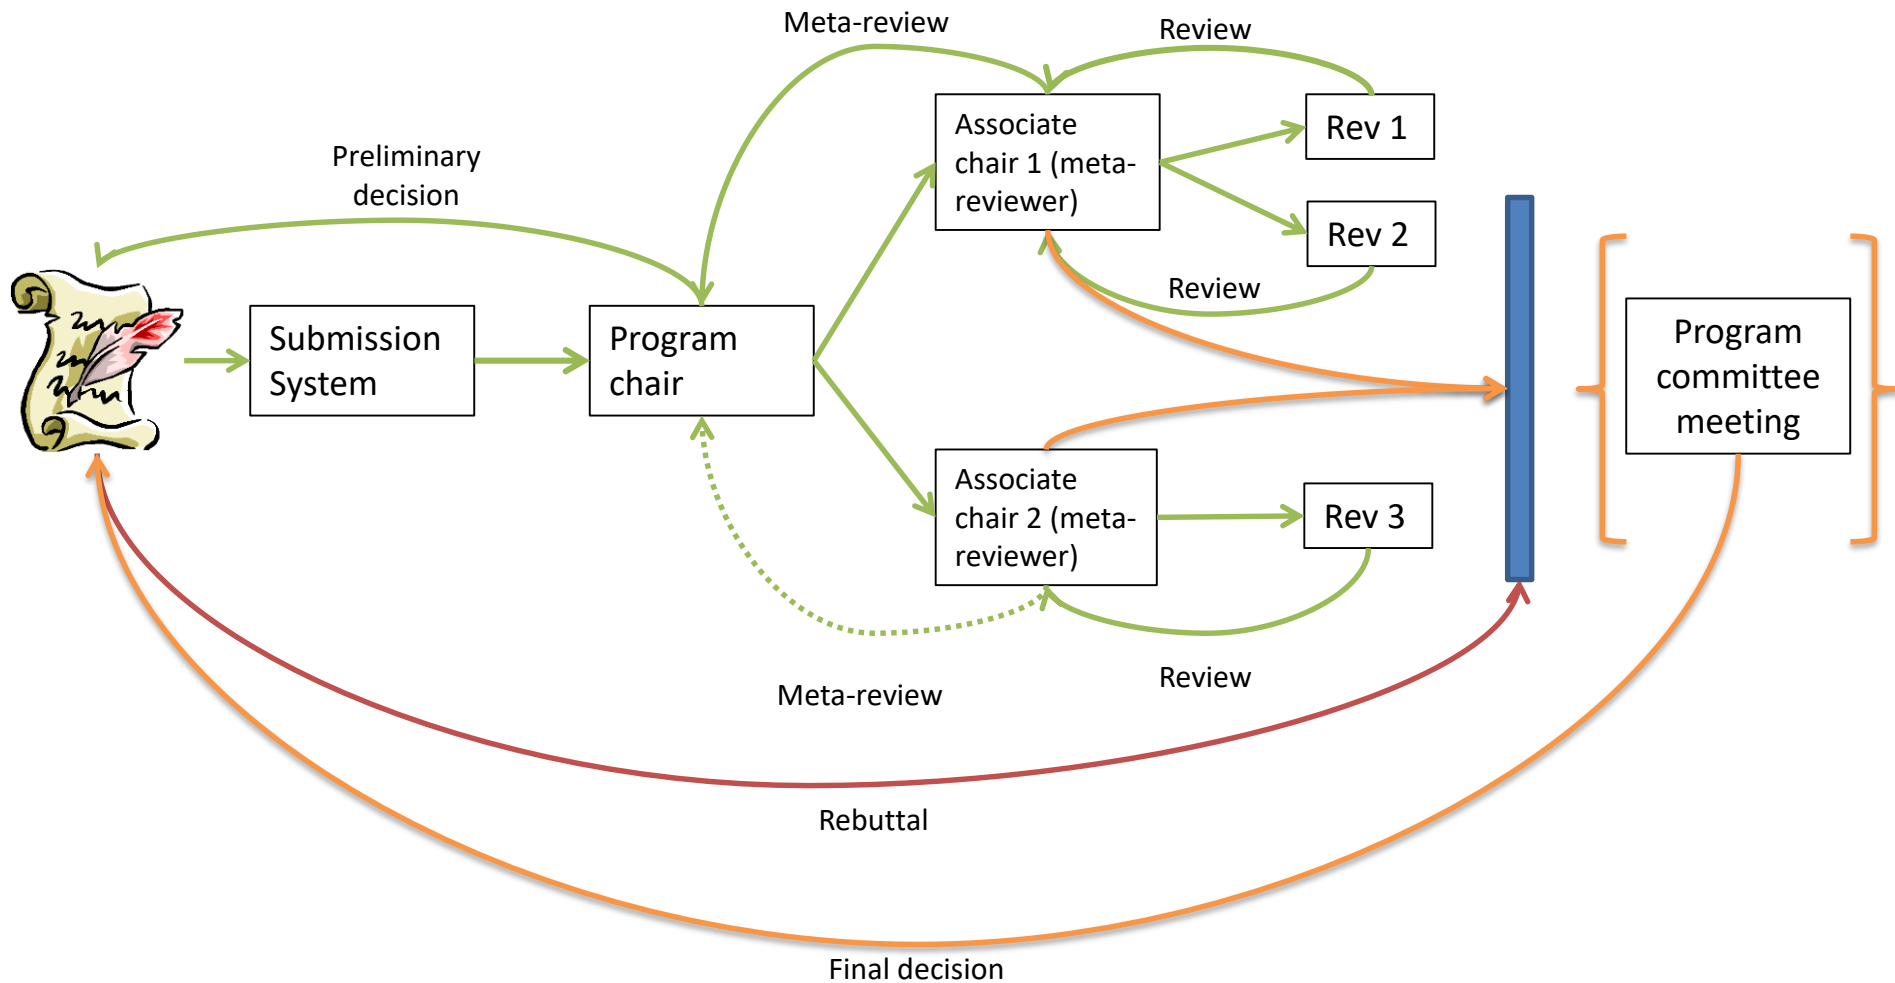 Meta-review
Review
Preliminary
decision
Associate
chair 1 (meta-
reviewer)
Rev 1
Rev 2
Review
Submission
System
Program
chair
Program
committee
meeting
Associate
chair 2 (meta-
reviewer)
Rev 3
Meta-review
Review
Rebuttal
Final decision